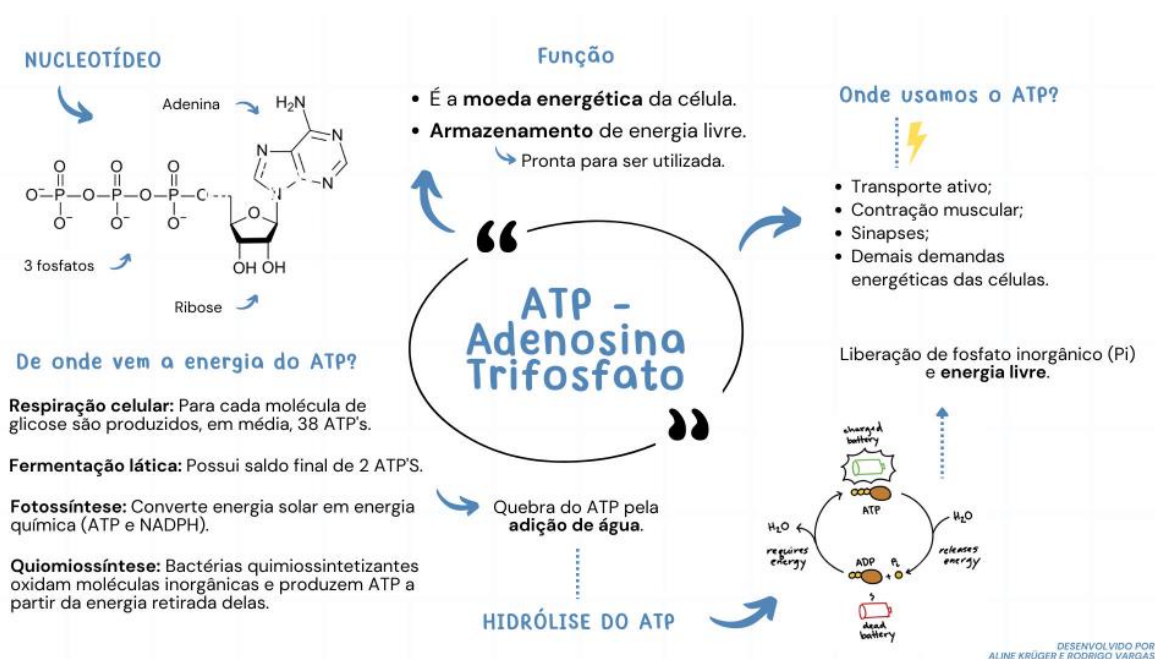 NUCLEOTÍDEO
Adenina
H₂N
N
N
N
N
O O O
O⁻ P O P O P O
O⁻ O⁻ O⁻
O
OH OH
3 fosfatos
Ribose
Função
• É a moeda energética da célula.
• Armazenamento de energia livre.
Pronta para ser utilizada.
Onde usamos o ATP?
• Transporte ativo;
• Contração muscular;
• Sinapses;
• Demais demandas
energéticas das células.
“
ATP -
Adenosina
Trifosfato
”
De onde vem a energia do ATP?
Respiração celular: Para cada molécula de
glicose são produzidos, em média, 38 ATP's.
Fermentação lática: Possui saldo final de 2 ATP'S.
Fotossíntese: Converte energia solar em energia
química (ATP e NADPH).
Quiomiossíntese: Bactérias quimiossintetizantes
oxidam moléculas inorgânicas e produzem ATP a
partir da energia retirada delas.
Quebra do ATP pela
adição de água.
HIDRÓLISE DO ATP
Liberação de fosfato inorgânico (Pi)
e energia livre.
charged
battery
ATP
H₂O
H₂O
requires
energy
releases
energy
ADP Pi
+
dead
battery
DESENVOLVIDO POR
ALINE KRÜGER E RODRIGO VARGAS